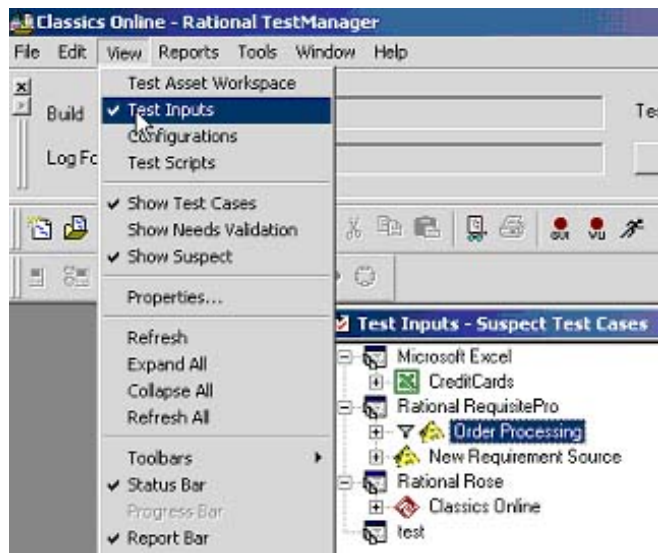 Classics Online - Rational TestManager
File Edit View Reports Tools Window Help
Test Asset Workspace
Build
Test Inputs
Configurations
Test Scripts
Show Test Cases
Show Needs Validation
Show Suspect
GUI VU
Properties...
Refresh
Expand All
Collapse All
Refresh All
Toolbars
Status Bar
Progress Bar
Report Bar
Test Inputs - Suspect Test Cases
Microsoft Excel
CreditCards
Rational RequisitePro
Order Processing
New Requirement Source
Rational Rose
Classics Online
test